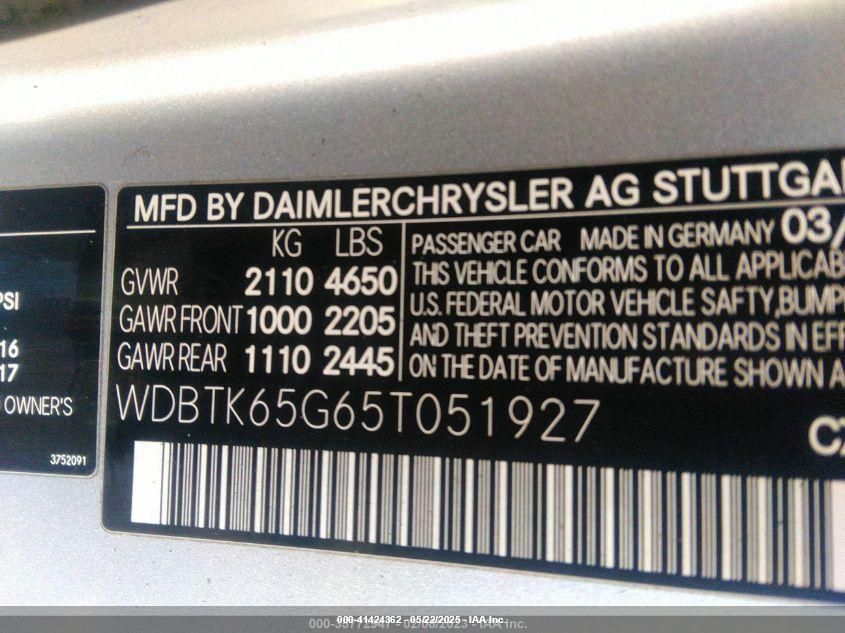 PSI
16
17
OWNER'S
3752091
MFD BY DAIMLERCHRYSLER AG STUTTGA
KG LBS
GVWR 2110 4650
GAWR FRONT 1000 2205
GAWR REAR 1110 2445
PASSENGER CAR MADE IN GERMANY 03/
THIS VEHICLE CONFORMS TO ALL APPLICAB
U.S. FEDERAL MOTOR VEHICLE SAFTY,BUMP
AND THEFT PREVENTION STANDARDS IN EFF
ON THE DATE OF MANUFACTURE SHOWN A
WDBTK65G65T051927
000-41424362 - 05/22/2025 - IAA Inc.